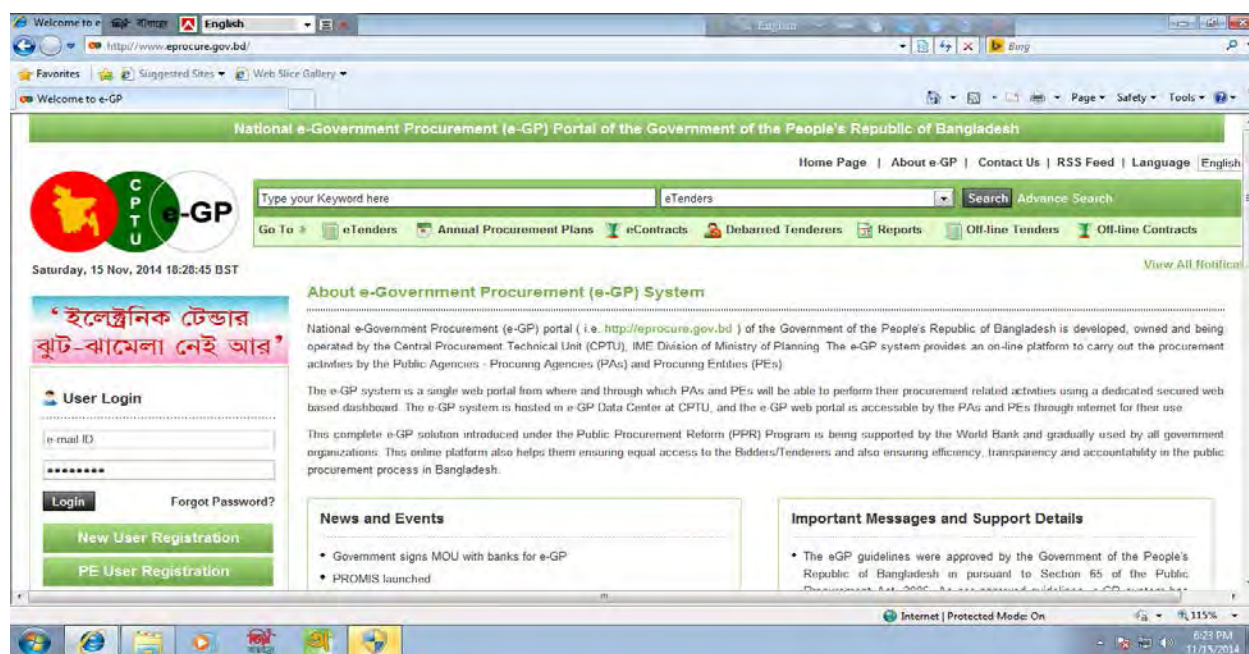 Welcome to e
English
http://www.eprocure.gov.bd/
Bing
Favorites
Suggested Sites
Web Slice Gallery
Welcome to e-GP
Page
Safety
Tools
National e-Government Procurement (e-GP) Portal of the Government of the People's Republic of Bangladesh
Home Page | About e-GP | Contact Us | RSS Feed | Language English
CPTU
e-GP
Type your Keyword here
eTenders
Search
Advance Search
Go To
eTenders
Annual Procurement Plans
eContracts
Debarred Tenderers
Reports
Off-line Tenders
Off-line Contracts
Saturday, 15 Nov, 2014 18:28:45 BST
View All Notificat
‘ইলেক্ট্রনিক টেন্ডার
ঝুট-ঝামেলা নেই আর’
User Login
e-mail ID
••••••••
Login
Forgot Password?
New User Registration
PE User Registration
About e-Government Procurement (e-GP) System
National e-Government Procurement (e-GP) portal ( i.e. http://eprocure.gov.bd ) of the Government of the People's Republic of Bangladesh is developed, owned and being
operated by the Central Procurement Technical Unit (CPTU), IME Division of Ministry of Planning. The e-GP system provides an on-line platform to carry out the procurement
activities by the Public Agencies - Procuring Agencies (PAs) and Procuring Entities (PEs).
The e-GP system is a single web portal from where and through which PAs and PEs will be able to perform their procurement related activities using a dedicated secured web
based dashboard. The e-GP system is hosted in e-GP Data Center at CPTU, and the e-GP web portal is accessible by the PAs and PEs through internet for their use.
This complete e-GP solution introduced under the Public Procurement Reform (PPR) Program is being supported by the World Bank and gradually used by all government
organizations. This online platform also helps them ensuring equal access to the Bidders/Tenderers and also ensuring efficiency, transparency and accountability in the public
procurement process in Bangladesh.
News and Events
• Government signs MOU with banks for e-GP
• PROMIS launched
Important Messages and Support Details
• The eGP guidelines were approved by the Government of the People's
Republic of Bangladesh in pursuant to Section 65 of the Public
Internet | Protected Mode: On
115%
6:23 PM
11/15/2014